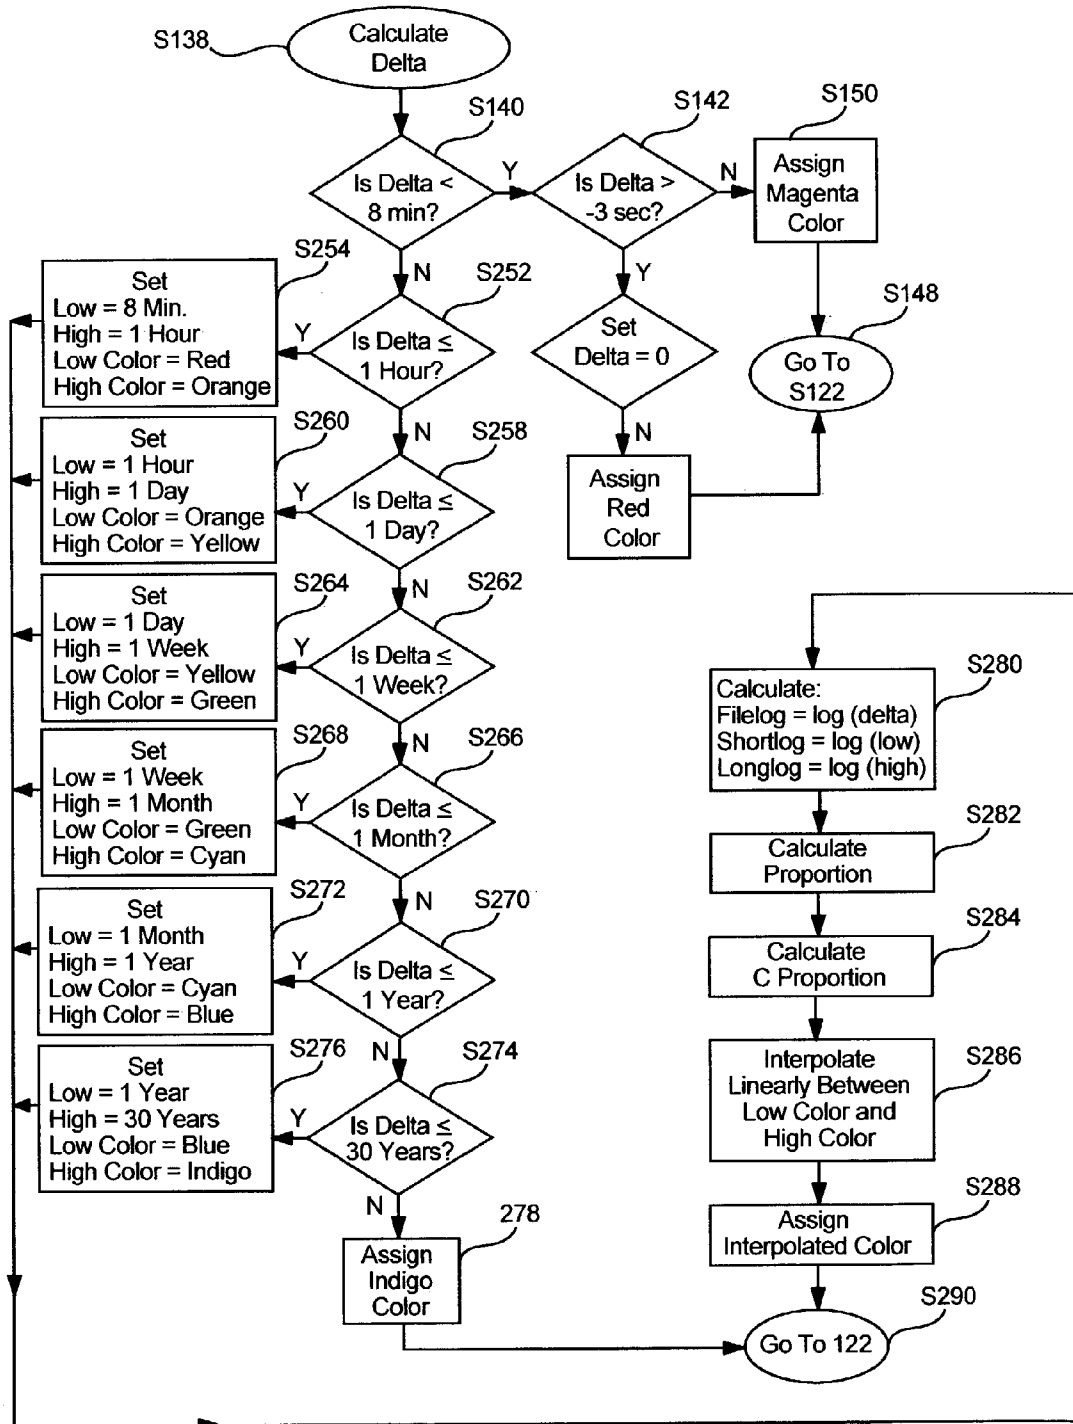 S138
Calculate
Delta
S140
Is Delta <
8 min?
Y
N
S142
Is Delta >
-3 sec?
N
Y
S150
Assign
Magenta
Color
S148
Go To
S122
Set
Delta = 0
N
Assign
Red
Color
S254
Set
Low = 8 Min.
High = 1 Hour
Low Color = Red
High Color = Orange
S252
Is Delta ≤
1 Hour?
Y
N
S260
Set
Low = 1 Hour
High = 1 Day
Low Color = Orange
High Color = Yellow
S258
Is Delta ≤
1 Day?
Y
N
S264
Set
Low = 1 Day
High = 1 Week
Low Color = Yellow
High Color = Green
S262
Is Delta ≤
1 Week?
Y
N
S268
Set
Low = 1 Week
High = 1 Month
Low Color = Green
High Color = Cyan
S266
Is Delta ≤
1 Month?
Y
N
S272
Set
Low = 1 Month
High = 1 Year
Low Color = Cyan
High Color = Blue
S270
Is Delta ≤
1 Year?
Y
N
S276
Set
Low = 1 Year
High = 30 Years
Low Color = Blue
High Color = Indigo
S274
Is Delta ≤
30 Years?
Y
N
278
Assign
Indigo
Color
S280
Calculate:
Filelog = log (delta)
Shortlog = log (low)
Longlog = log (high)
S282
Calculate
Proportion
S284
Calculate
C Proportion
S286
Interpolate
Linearly Between
Low Color and
High Color
S288
Assign
Interpolated Color
S290
Go To 122